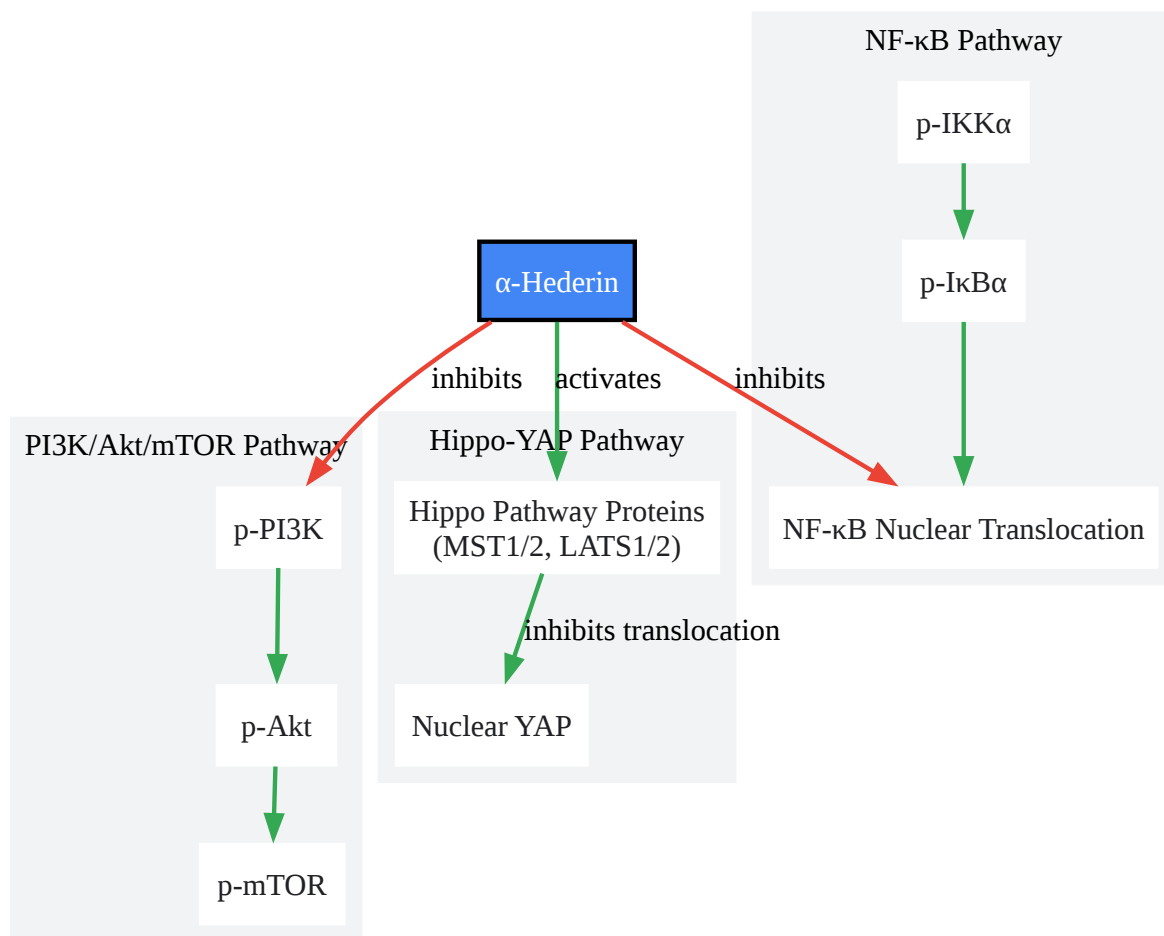 NF-κB Pathway
p-IKKα
p-IκBα
α-Hederin
inhibits
activates
inhibits
PI3K/Akt/mTOR Pathway
Hippo-YAP Pathway
p-PI3K
Hippo Pathway Proteins
(MST1/2, LATS1/2)
NF-κB Nuclear Translocation
inhibits translocation
p-Akt
Nuclear YAP
p-mTOR